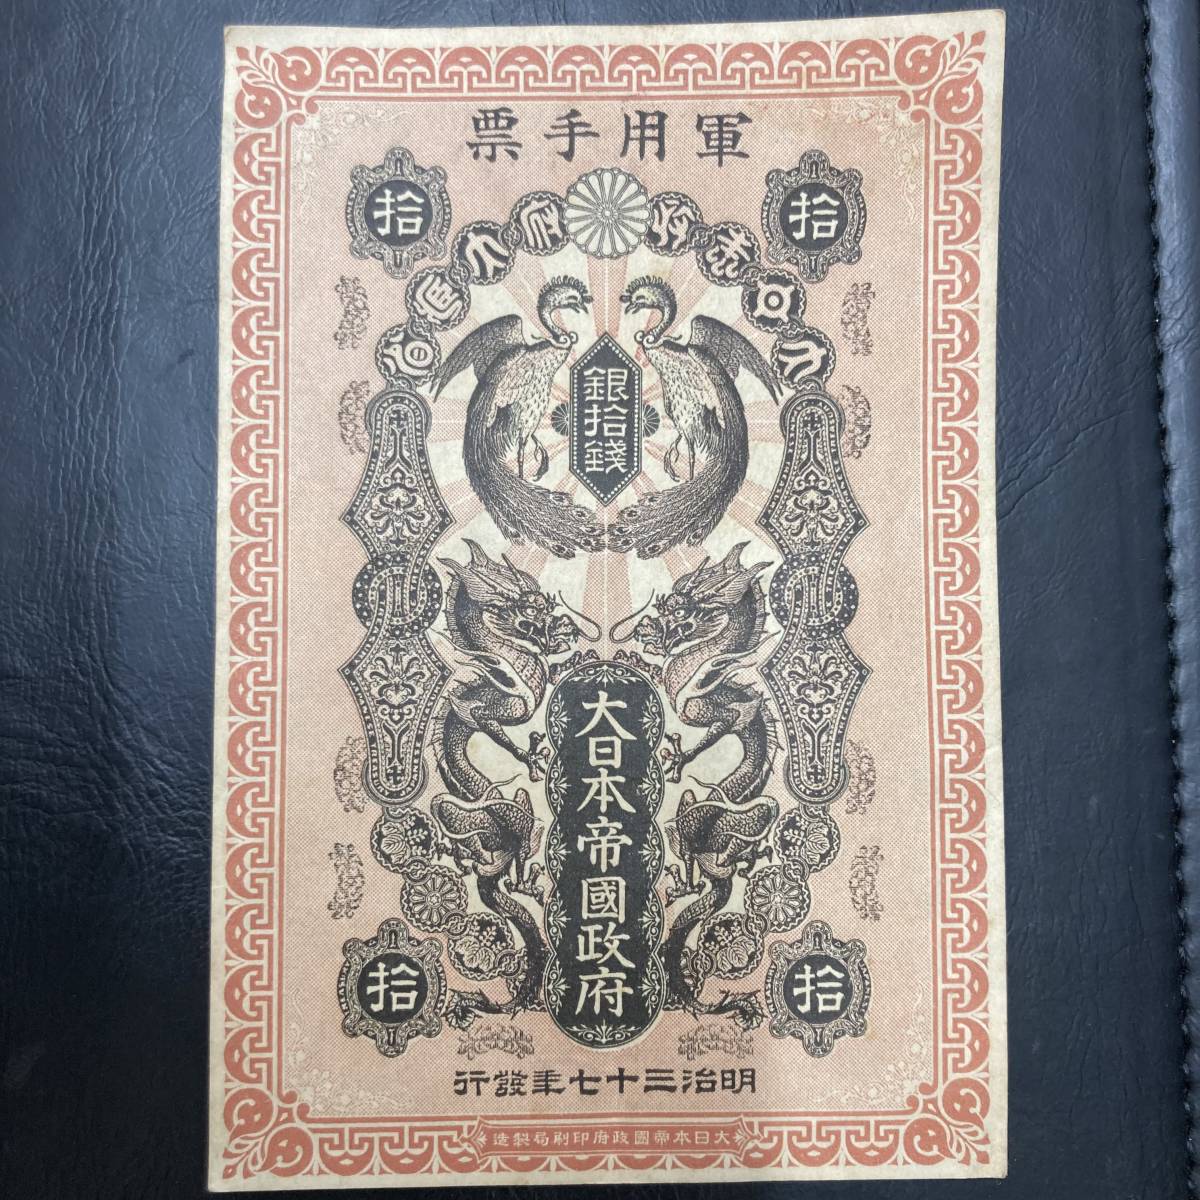 軍用手票
拾
拾
銀拾錢
大日本帝國政府
拾
拾
明治三十七年發行
大日本帝國政府印刷局製造